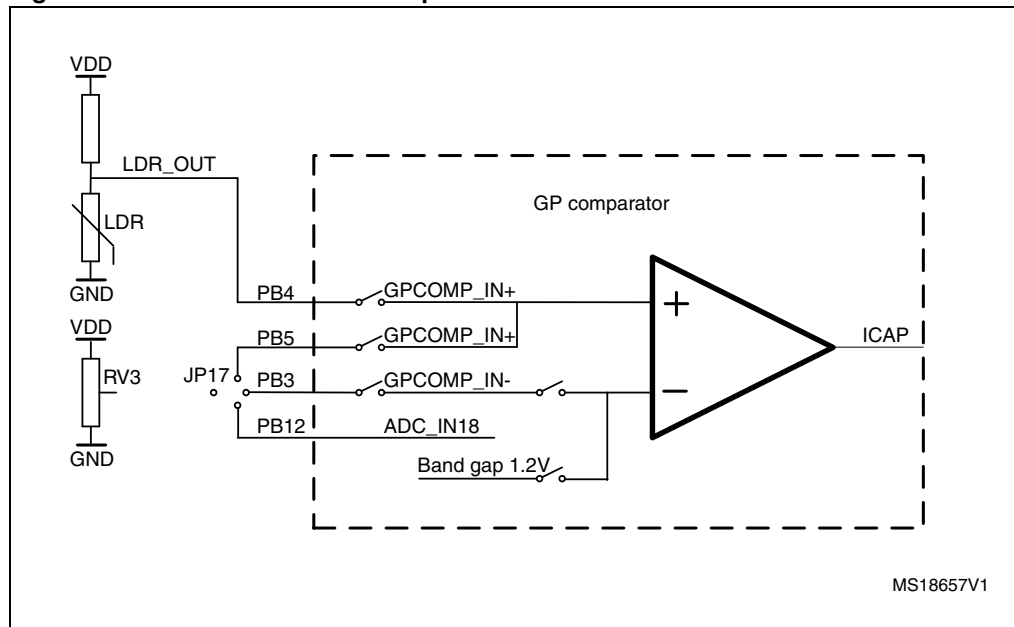 VDD
LDR_OUT
LDR
GND
GP comparator
PB4
GPCOMP_IN+
VDD
PB5
GPCOMP_IN+
ICAP
RV3
JP17
PB3
GPCOMP_IN-
PB12
ADC_IN18
GND
Band gap 1.2V
+
−
MS18657V1